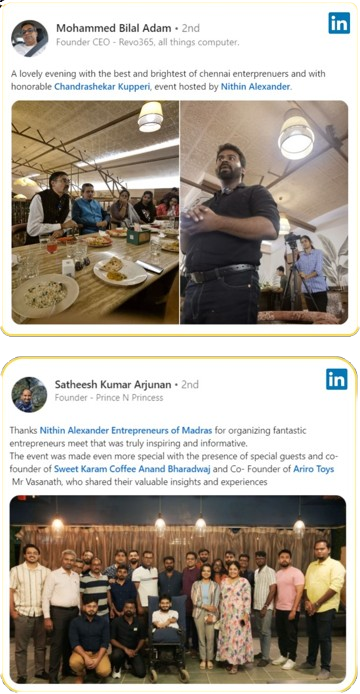 in
Mohammed Bilal Adam • 2nd
Founder CEO - Revo365, all things computer.
A lovely evening with the best and brightest of chennai enterprenuers and with
honorable Chandrashekar Kupperi, event hosted by Nithin Alexander.
in
Satheesh Kumar Arjunan • 2nd
Founder - Prince N Princess
Thanks Nithin Alexander Entrepreneurs of Madras for organizing fantastic
entrepreneurs meet that was truly inspiring and informative.
The event was made even more special with the presence of special guests and co-
founder of Sweet Karam Coffee Anand Bharadwaj and Co- Founder of Ariro Toys
Mr Vasanath, who shared their valuable insights and experiences